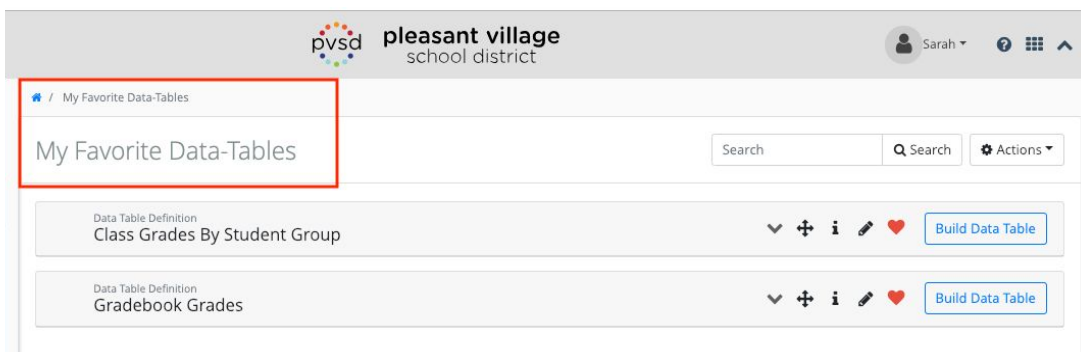 pvsd
pleasant village
school district
Sarah
/ My Favorite Data-Tables
My Favorite Data-Tables
Search
Search
Actions
Data Table Definition
Class Grades By Student Group
i
Build Data Table
Data Table Definition
Gradebook Grades
i
Build Data Table